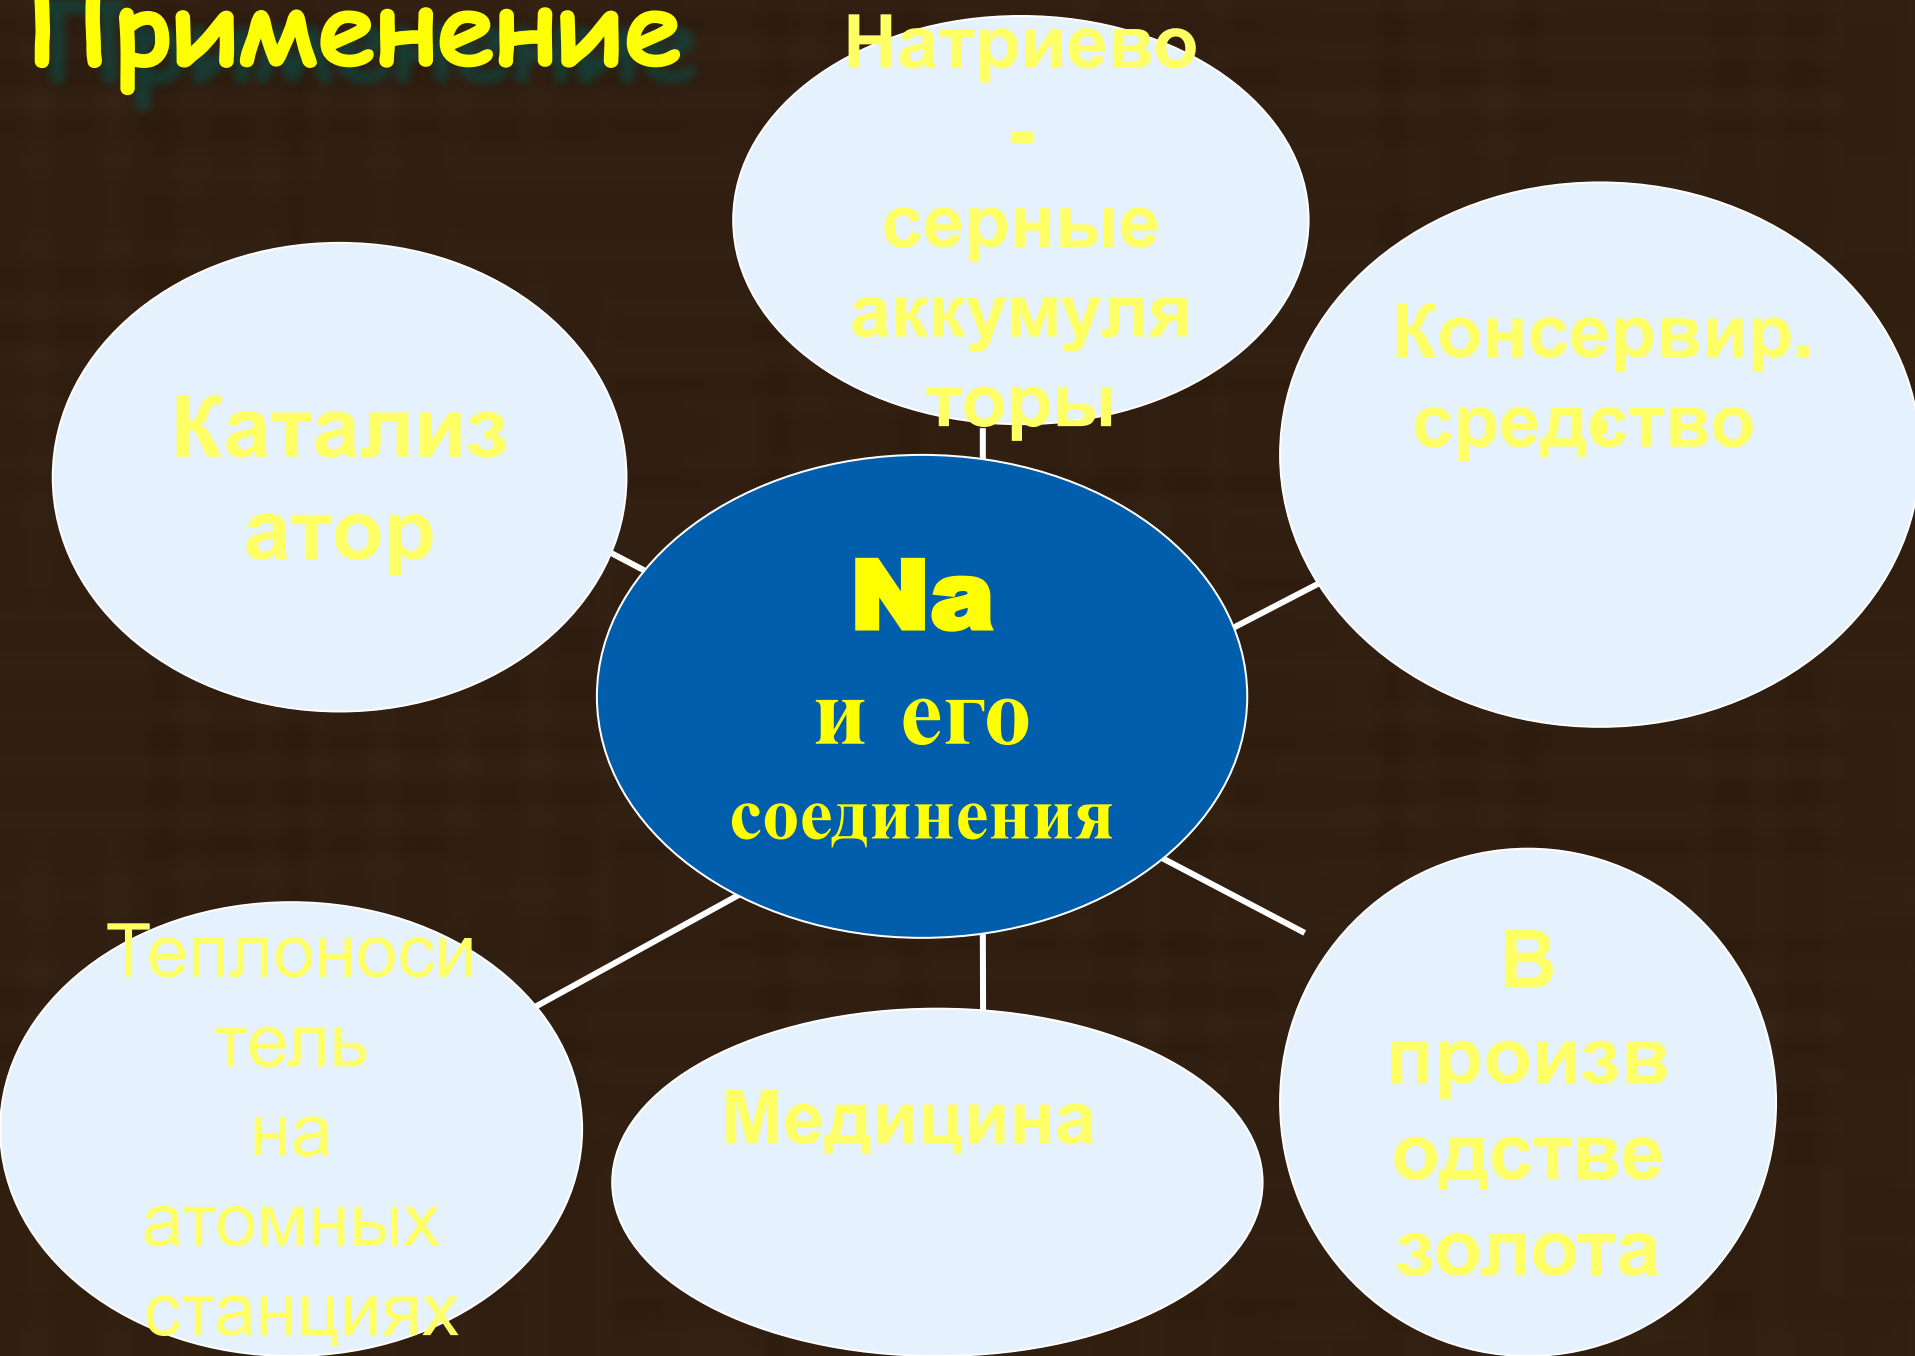 Применение
Натриево
-
серные
аккумуля
торы
Консервир.
средство
Катализ
атор
Na
и его
соединения
Теплоноси
тель
на
атомных
станциях
Медицина
В
произв
одстве
золота